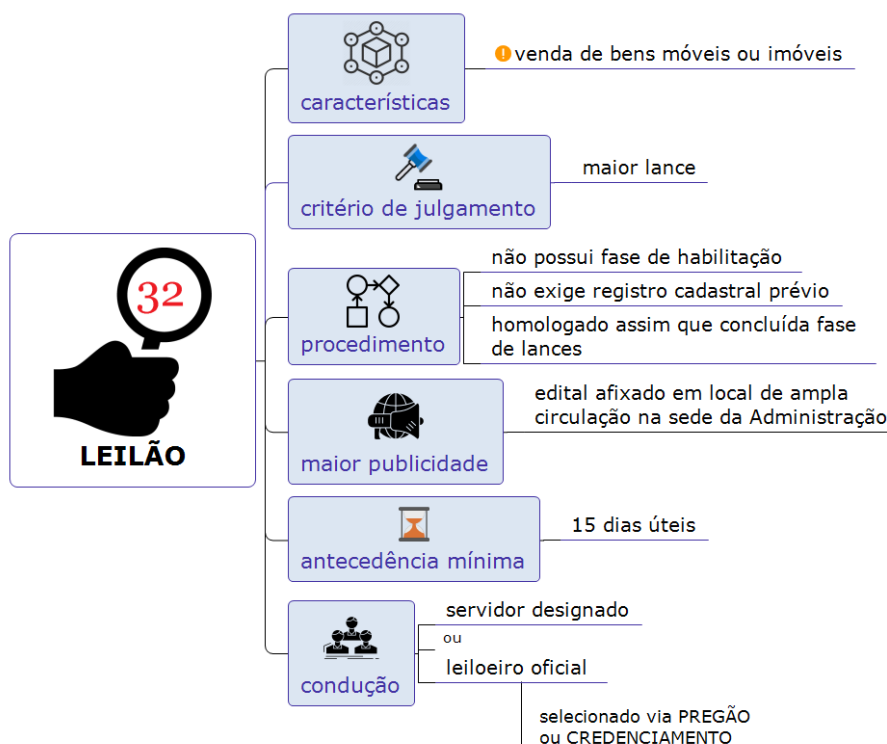 32
LEILÃO
características
venda de bens móveis ou imóveis
critério de julgamento
maior lance
procedimento
não possui fase de habilitação
não exige registro cadastral prévio
homologado assim que concluída fase
de lances
maior publicidade
edital afixado em local de ampla
circulação na sede da Administração
antecedência mínima
15 dias úteis
condução
servidor designado
ou
leiloeiro oficial
selecionado via PREGÃO
ou CREDENCIAMENTO